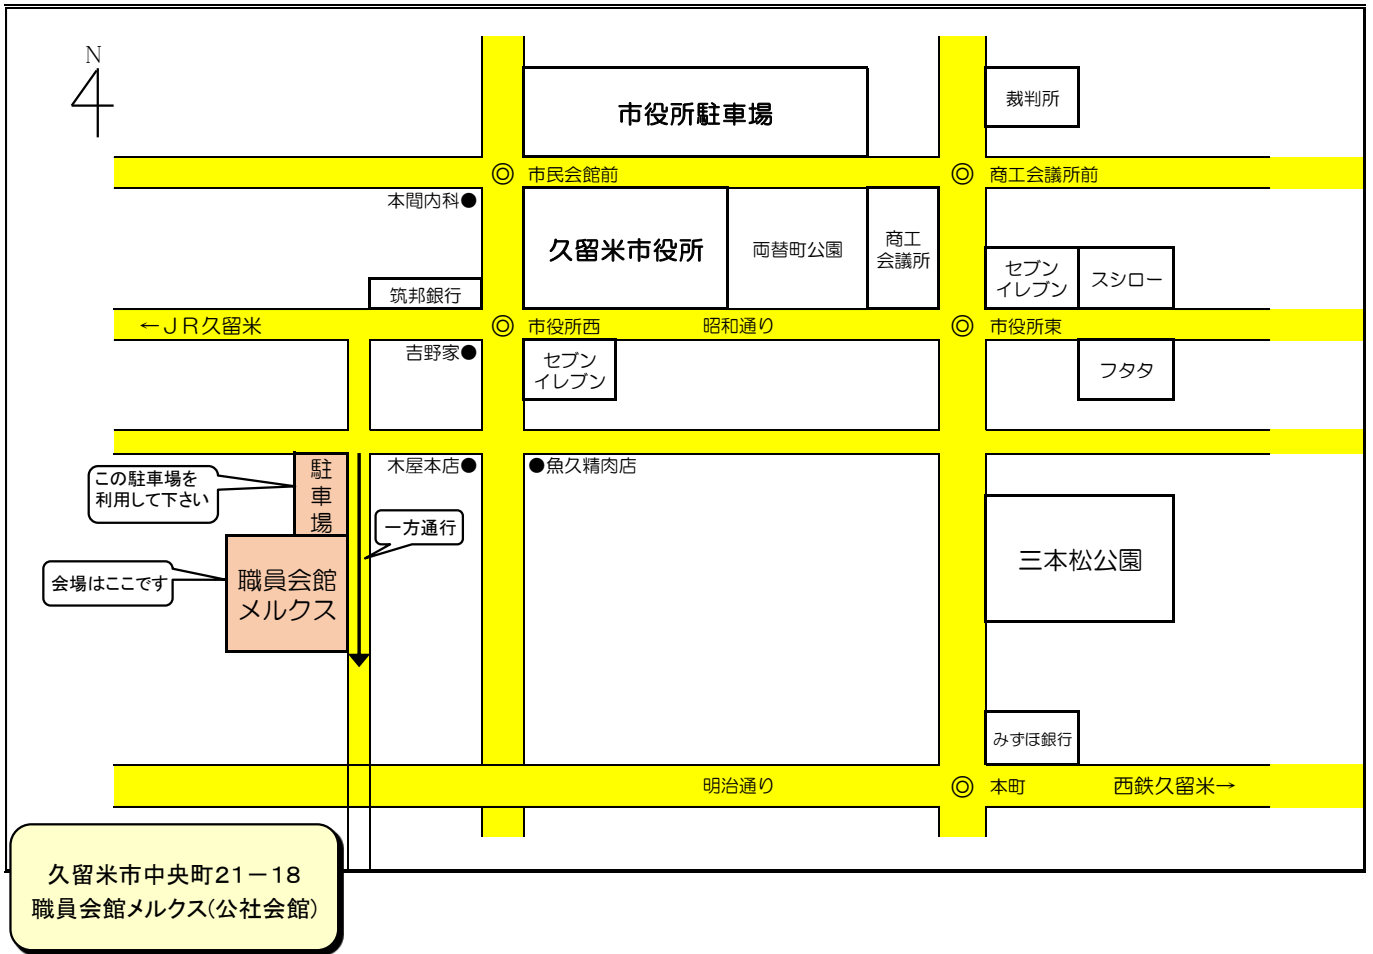 N
市役所駐車場
裁判所
◎ 市民会館前
◎ 商工会議所前
本間内科●
久留米市役所
両替町公園
商工
会議所
セブン
イレブン
スシロー
筑邦銀行
←ＪＲ久留米
◎ 市役所西
昭和通り
◎ 市役所東
吉野家●
セブン
イレブン
フタタ
木屋本店●
●魚久精肉店
この駐車場を
利用して下さい
駐
車
場
一方通行
三本松公園
会場はここです
職員会館
メルクス
みずほ銀行
明治通り
◎ 本町
西鉄久留米→
久留米市中央町２１－１８
職員会館メルクス(公社会館)